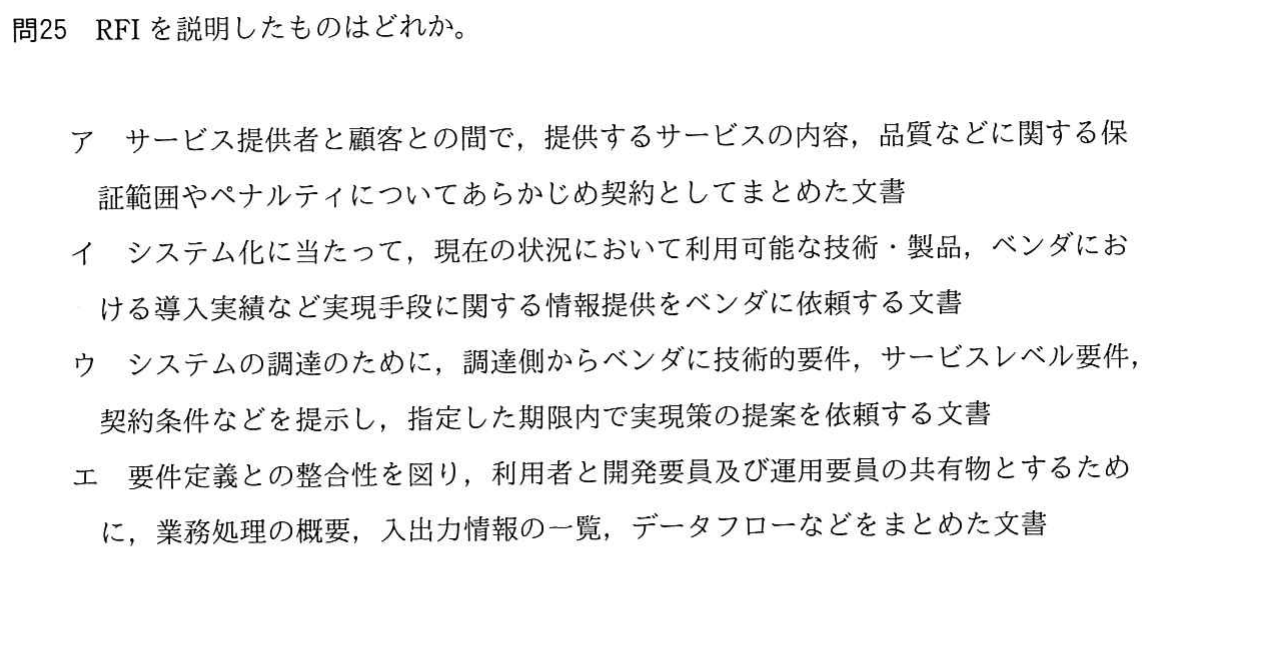 問25 RFI を説明したものはどれか。
ア サービス提供者と顧客との間で，提供するサービスの内容，品質などに関する保
証範囲やペナルティについてあらかじめ契約としてまとめた文書
イ システム化に当たって，現在の状況において利用可能な技術・製品，ベンダにお
ける導入実績など実現手段に関する情報提供をベンダに依頼する文書
ウ システムの調達のために，調達側からベンダに技術的要件，サービスレベル要件，
契約条件などを提示し，指定した期限内で実現策の提案を依頼する文書
エ 要件定義との整合性を図り，利用者と開発要員及び運用要員の共有物とするため
に，業務処理の概要，入出力情報の一覧，データフローなどをまとめた文書